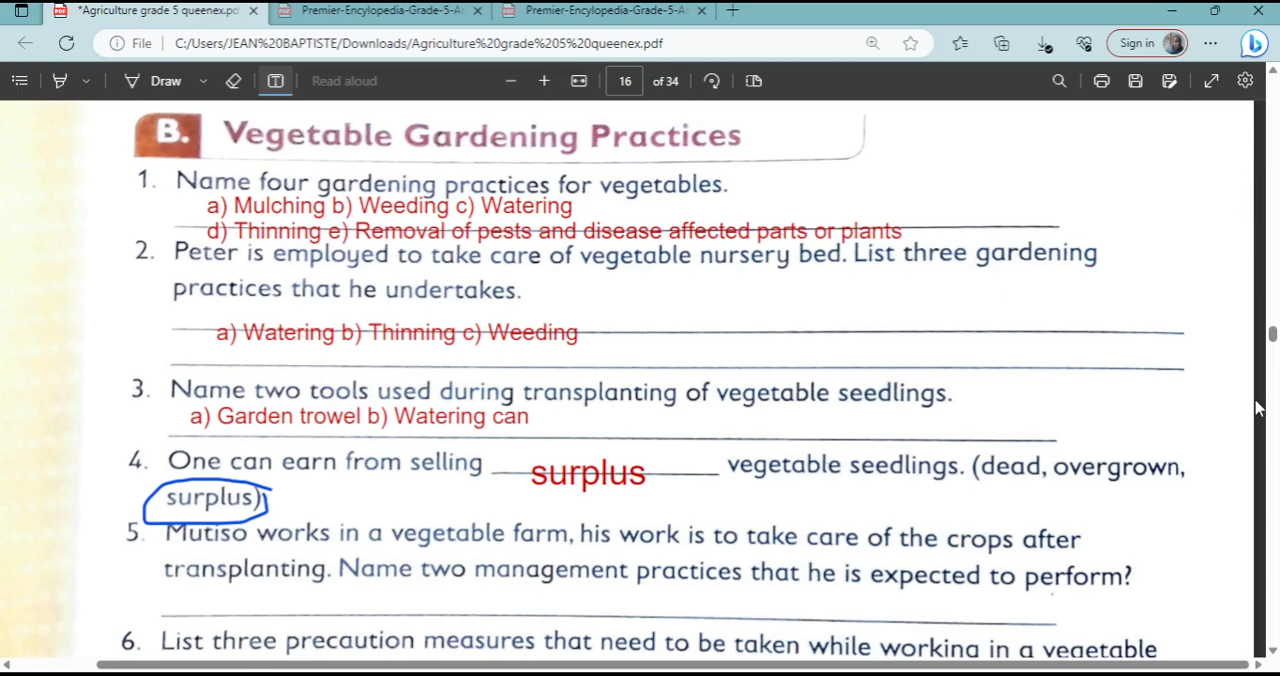 *Agriculture grade 5 queenex.pd
Premier-Encylopedia-Grade-5-A
Premier-Encylopedia-Grade-5-A
File C:/Users/JEAN%20BAPTISTE/Downloads/Agriculture%20grade%205%20queenex.pdf Sign in
Draw Read aloud 16 of 34
B. Vegetable Gardening Practices
1. Name four gardening practices for vegetables.
a) Mulching b) Weeding c) Watering
d) Thinning e) Removal of pests and disease affected parts or plants
2. Peter is employed to take care of vegetable nursery bed. List three gardening
practices that he undertakes.
a) Watering b) Thinning c) Weeding
3. Name two tools used during transplanting of vegetable seedlings.
a) Garden trowel b) Watering can
4. One can earn from selling surplus vegetable seedlings. (dead, overgrown,
surplus)
5. Mutiso works in a vegetable farm, his work is to take care of the crops after
transplanting. Name two management practices that he is expected to perform?
6. List three precaution measures that need to be taken while working in a vegetable